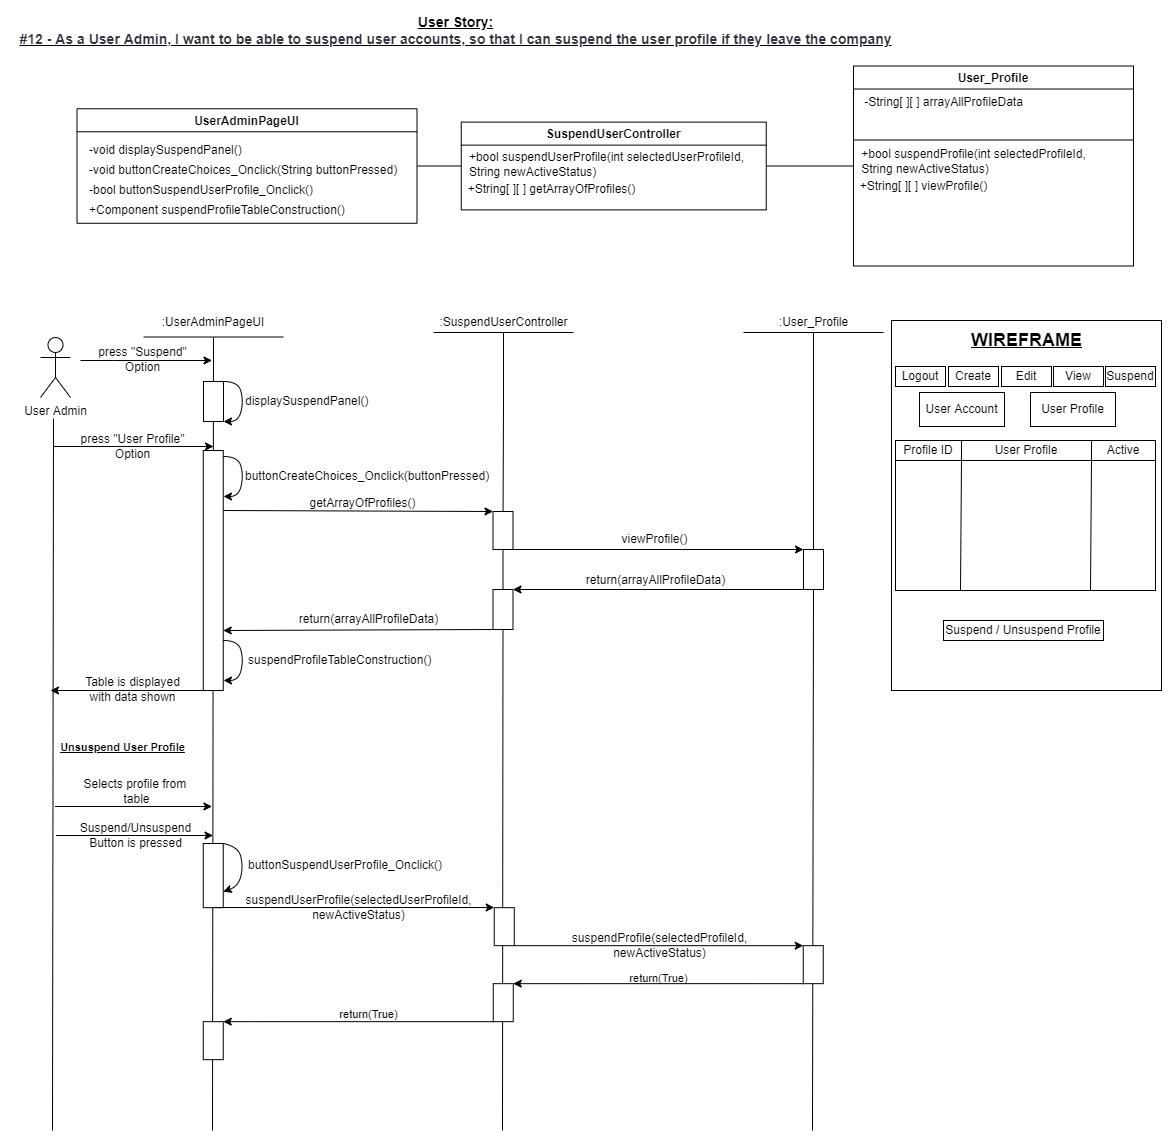 User Story:
#12 - As a User Admin, I want to be able to suspend user accounts, so that I can suspend the user profile if they leave the company
UserAdminPageUI
-void displaySuspendPanel()
-void buttonCreateChoices_Onclick(String buttonPressed)
-bool buttonSuspendUserProfile_Onclick()
+Component suspendProfileTableConstruction()
SuspendUserController
+bool suspendUserProfile(int selectedUserProfileId,
String newActiveStatus)
+String[ ][ ] getArrayOfProfiles()
User_Profile
-String[ ][ ] arrayAllProfileData
+bool suspendProfile(int selectedProfileId,
String newActiveStatus)
+String[ ][ ] viewProfile()
:UserAdminPageUI
:SuspendUserController
:User_Profile
User Admin
press "Suspend"
Option
displaySuspendPanel()
press "User Profile"
Option
buttonCreateChoices_Onclick(buttonPressed)
getArrayOfProfiles()
viewProfile()
return(arrayAllProfileData)
return(arrayAllProfileData)
suspendProfileTableConstruction()
Table is displayed
with data shown
Unsuspend User Profile
Selects profile from
table
Suspend/Unsuspend
Button is pressed
buttonSuspendUserProfile_Onclick()
suspendUserProfile(selectedUserProfileId,
newActiveStatus)
suspendProfile(selectedProfileId,
newActiveStatus)
return(True)
return(True)
WIREFRAME
Logout Create Edit View Suspend
User Account User Profile
Profile ID User Profile Active
Suspend / Unsuspend Profile